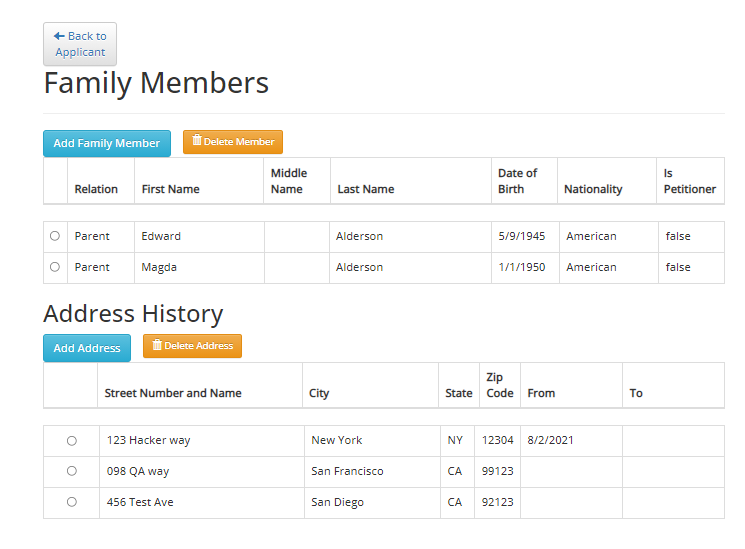 Back to
Applicant
Family Members
Add Family Member Delete Member
Relation First Name Middle Name Last Name Date of Birth Nationality Is Petitioner
Parent Edward Alderson 5/9/1945 American false
Parent Magda Alderson 1/1/1950 American false
Address History
Add Address Delete Address
Street Number and Name City State Zip Code From To
123 Hacker way New York NY 12304 8/2/2021
098 QA way San Francisco CA 99123
456 Test Ave San Diego CA 92123